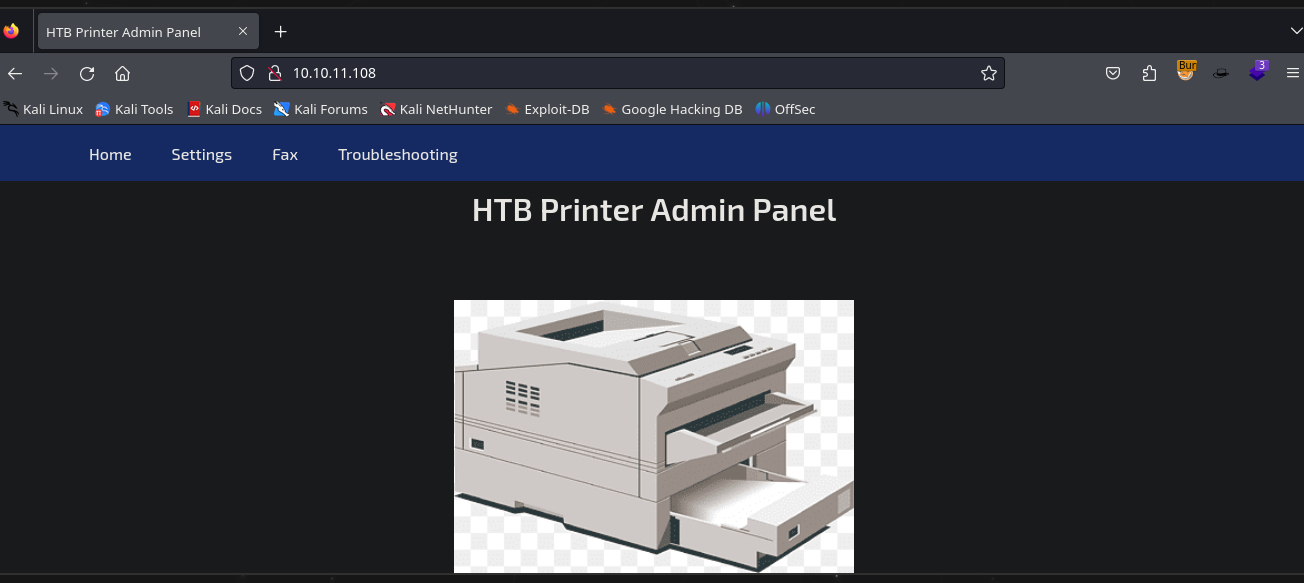 HTB Printer Admin Panel
10.10.11.108
Bur
3
Kali Linux Kali Tools Kali Docs Kali Forums Kali NetHunter Exploit-DB Google Hacking DB OffSec
Home Settings Fax Troubleshooting
HTB Printer Admin Panel